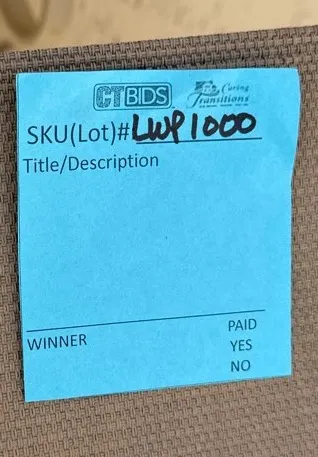 CTBIDS Caring Transitions
SKU(Lot)#LWP1000
Title/Description
WINNER PAID
YES
NO